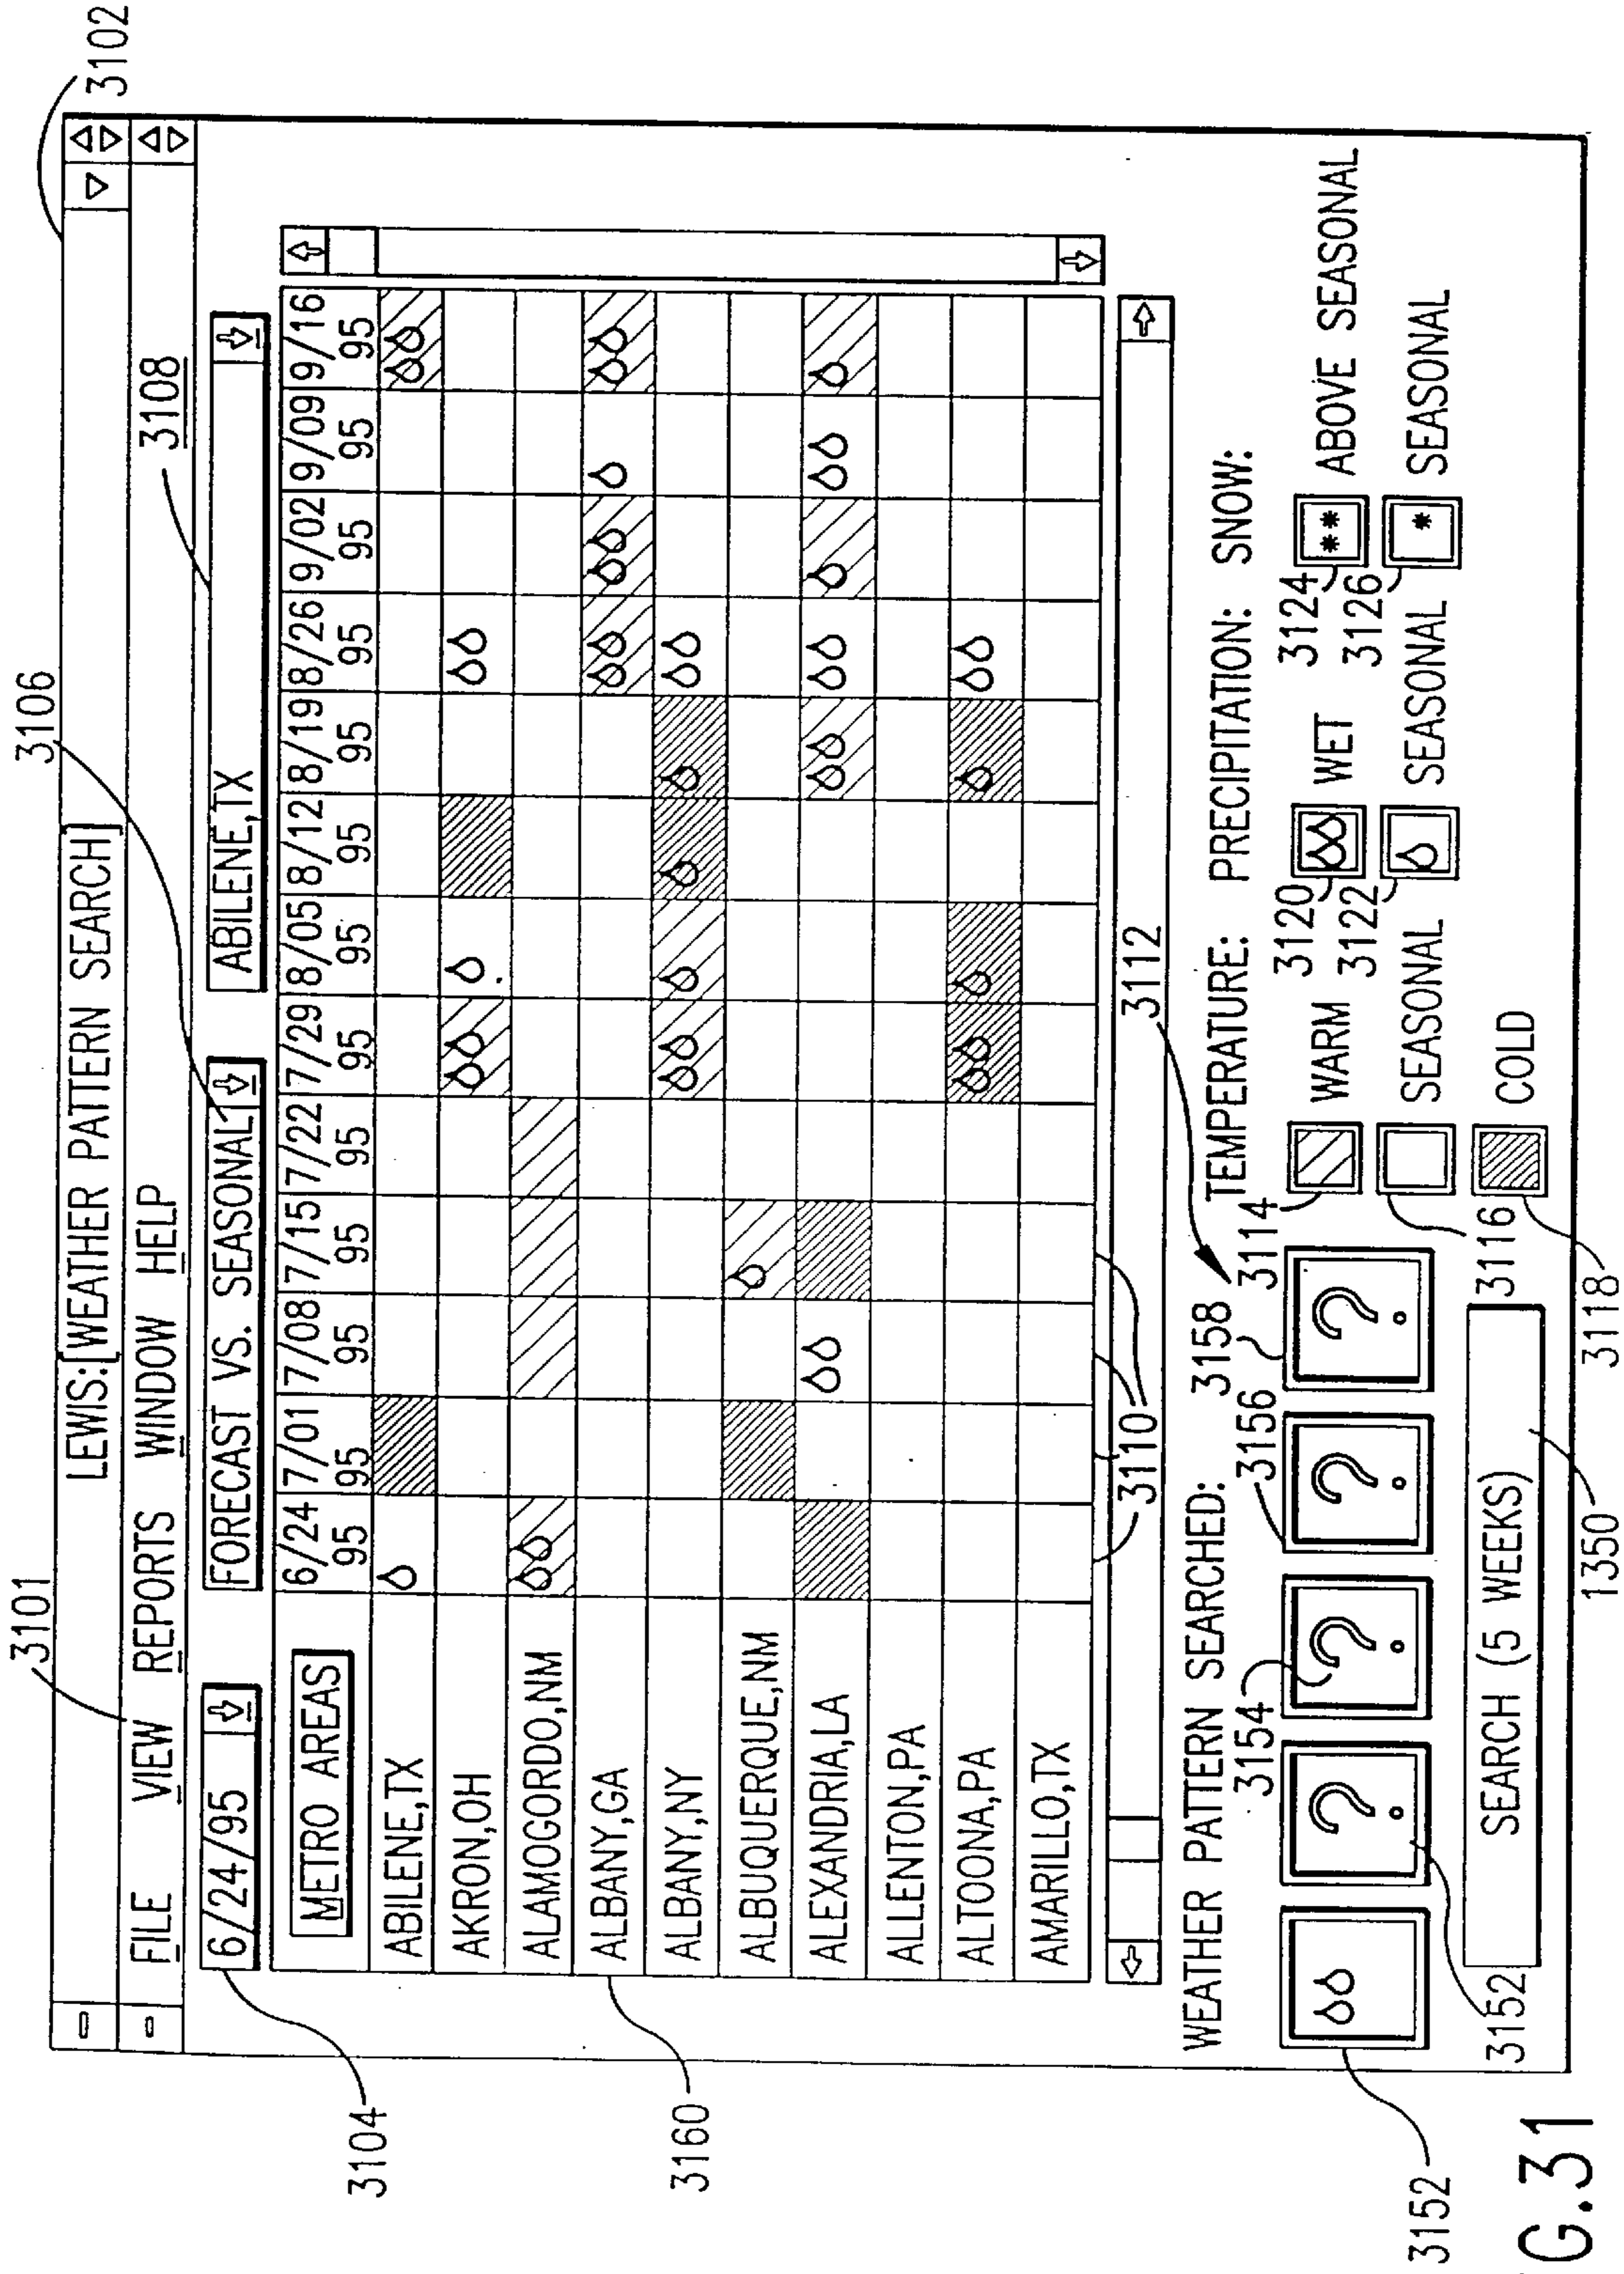 3101
3102
LEWIS:[WEATHER PATTERN SEARCH]
FILE VIEW REPORTS WINDOW HELP
3106
3108
6/24/95 FORECAST VS. SEASONAL ABILENE,TX
3104
METRO AREAS 6/24 95 7/01 95 7/08 95 7/15 95 7/22 95 7/29 95 8/05 95 8/12 95 8/19 95 8/26 95 9/02 95 9/09 95 9/16 95
ABILENE,TX
AKRON,OH
ALAMOGORDO,NM
ALBANY,GA
ALBANY,NY
ALBUQUERQUE,NM
ALEXANDRIA,LA
ALLENTON,PA
ALTOONA,PA
AMARILLO,TX
3160
3110
3112
WEATHER PATTERN SEARCHED: TEMPERATURE: PRECIPITATION: SNOW:
3154 3156 3158 3114 3120 3124
? ? ? ? WARM WET ** ABOVE SEASONAL
3122 3126
SEASONAL SEASONAL * SEASONAL
3152
3152 3116
SEARCH (5 WEEKS) COLD
1350 3118
G.31